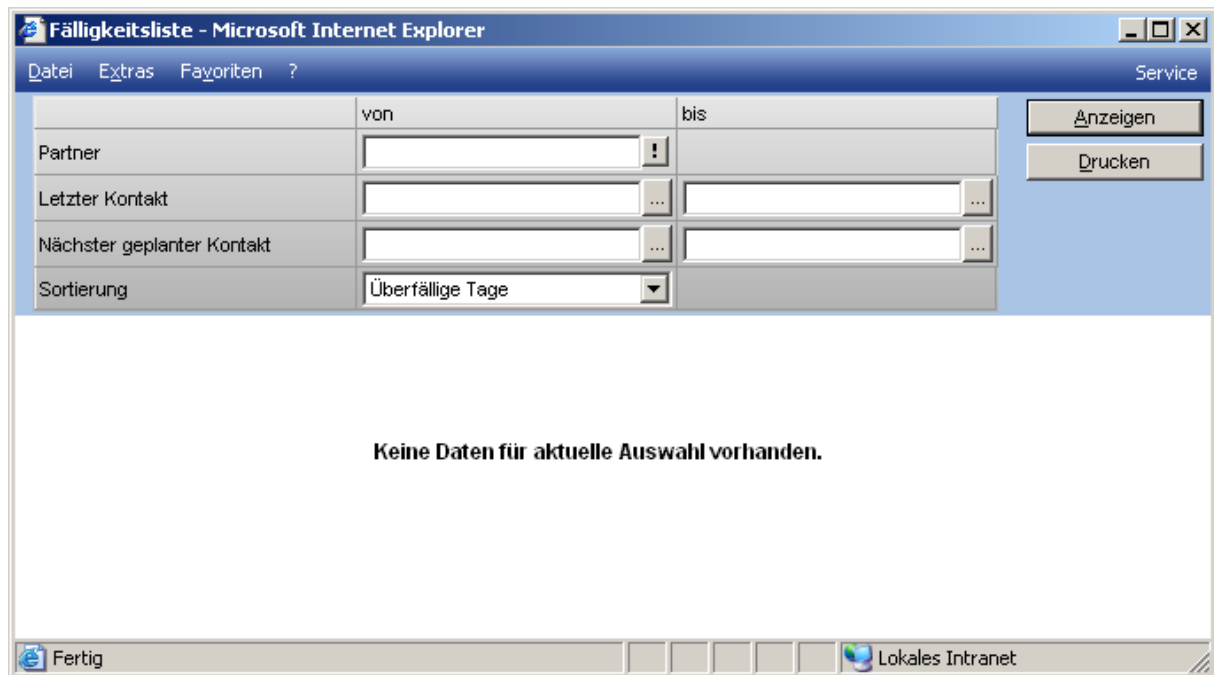 Fälligkeitsliste - Microsoft Internet Explorer
Datei Extras Favoriten ? Service
von bis Anzeigen
Partner ! Drucken
Letzter Kontakt ... ...
Nächster geplanter Kontakt ... ...
Sortierung Überfällige Tage
Keine Daten für aktuelle Auswahl vorhanden.
Fertig Lokales Intranet